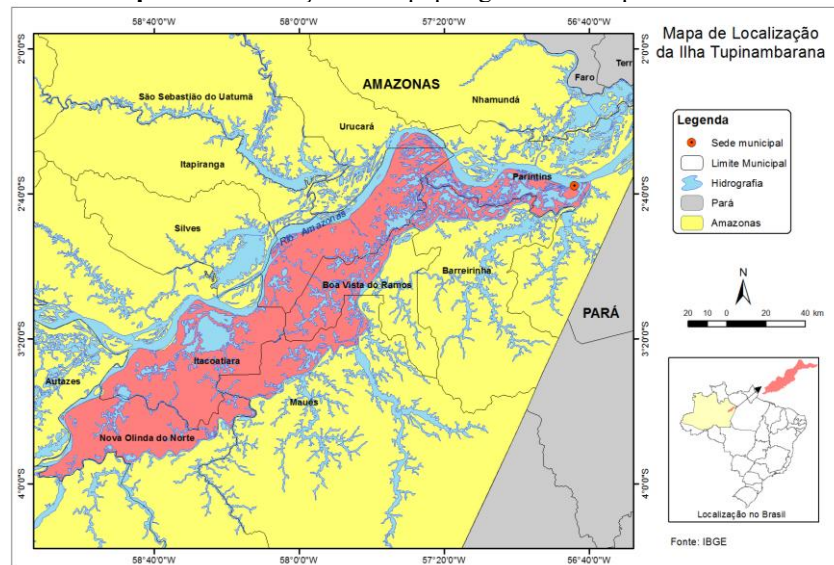 58°40'0"S
58°0'0"S
57°20'0"S
56°40'0"S
2°0'0"S
2°40'0"S
3°20'0"S
4°0'0"S
2°0'0"S
2°40'0"S
3°20'0"S
4°0'0"S
AMAZONAS
Faro
Terr
São Sebastião do Uatumã
Nhamundá
Urucará
Itapiranga
Parintins
Silves
Rio Amazonas
Barreirinha
Boa Vista do Ramos
PARÁ
Itacoatiara
Autazes
Maués
Nova Olinda do Norte
58°40'0"S
58°0'0"S
57°20'0"S
56°40'0"S
Mapa de Localização
da Ilha Tupinambarana
Legenda
Sede municipal
Limite Municipal
Hidrografia
Pará
Amazonas
N
20 10 0 20 40 km
Localização no Brasil
Fonte: IBGE